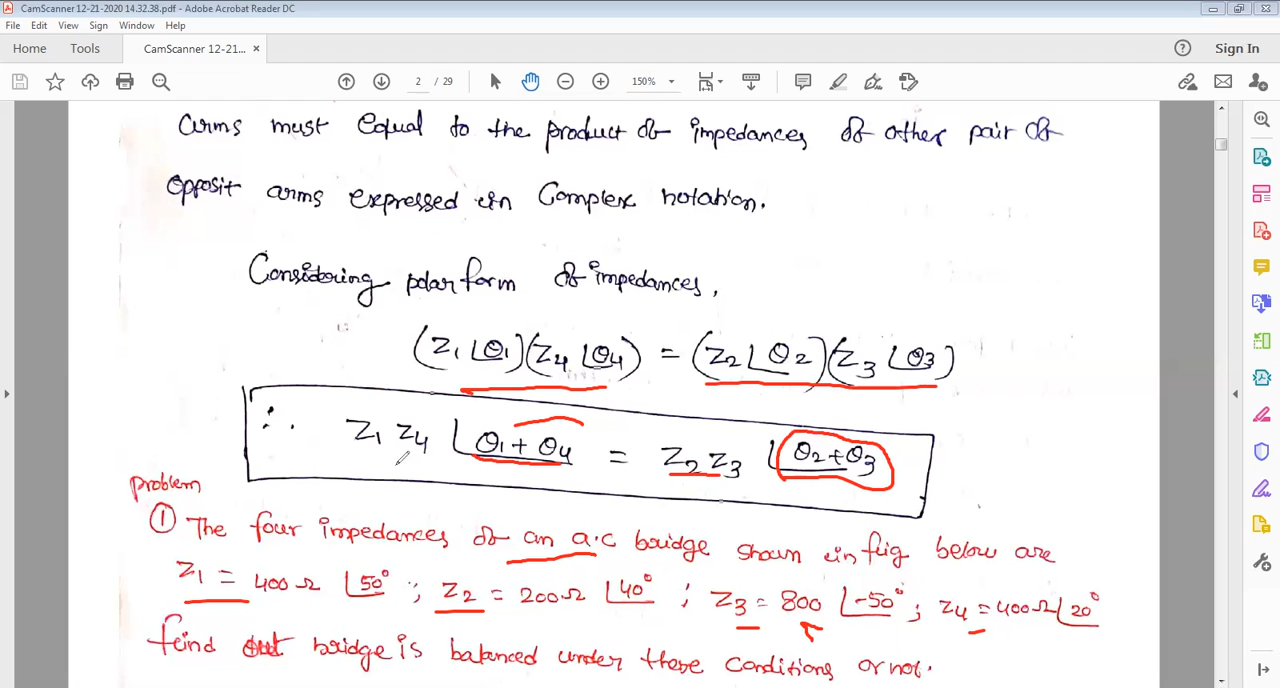 CamScanner 12-21-2020 14.32.38.pdf - Adobe Acrobat Reader DC
File Edit View Sign Window Help
Home Tools CamScanner 12-21... × Sign In
2 / 29 150%
arms must equal to the product of impedances of other pair of
opposit arms expressed in Complex notation.
Considering polar form of impedances,
(Z₁∠θ₁)(Z₄∠θ₄) = (Z₂∠θ₂)(Z₃∠θ₃)
∴ Z₁Z₄ ∠θ₁+θ₄ = Z₂Z₃ ∠θ₂+θ₃
problem
① The four impedances of an a.c bridge shown in fig below are
Z₁ = 400Ω ∠50° ; Z₂ = 200Ω ∠40° ; Z₃ = 800 ∠-50° ; Z₄ = 400Ω ∠20°
find out bridge is balanced under these conditions or not.